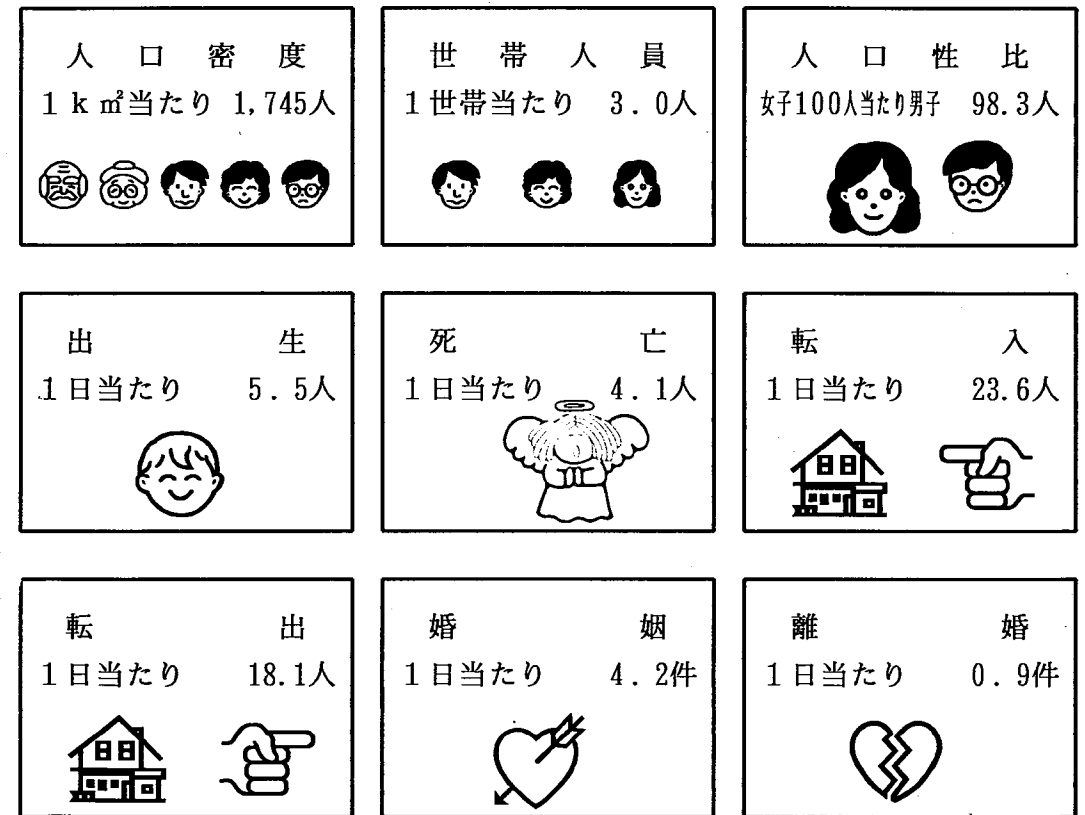 人口密度
1k㎡当たり 1,745人
世帯人員
1世帯当たり 3.0人
人口性比
女子100人当たり男子 98.3人
出生
1日当たり 5.5人
死亡
1日当たり 4.1人
転入
1日当たり 23.6人
転出
1日当たり 18.1人
婚姻
1日当たり 4.2件
離婚
1日当たり 0.9件